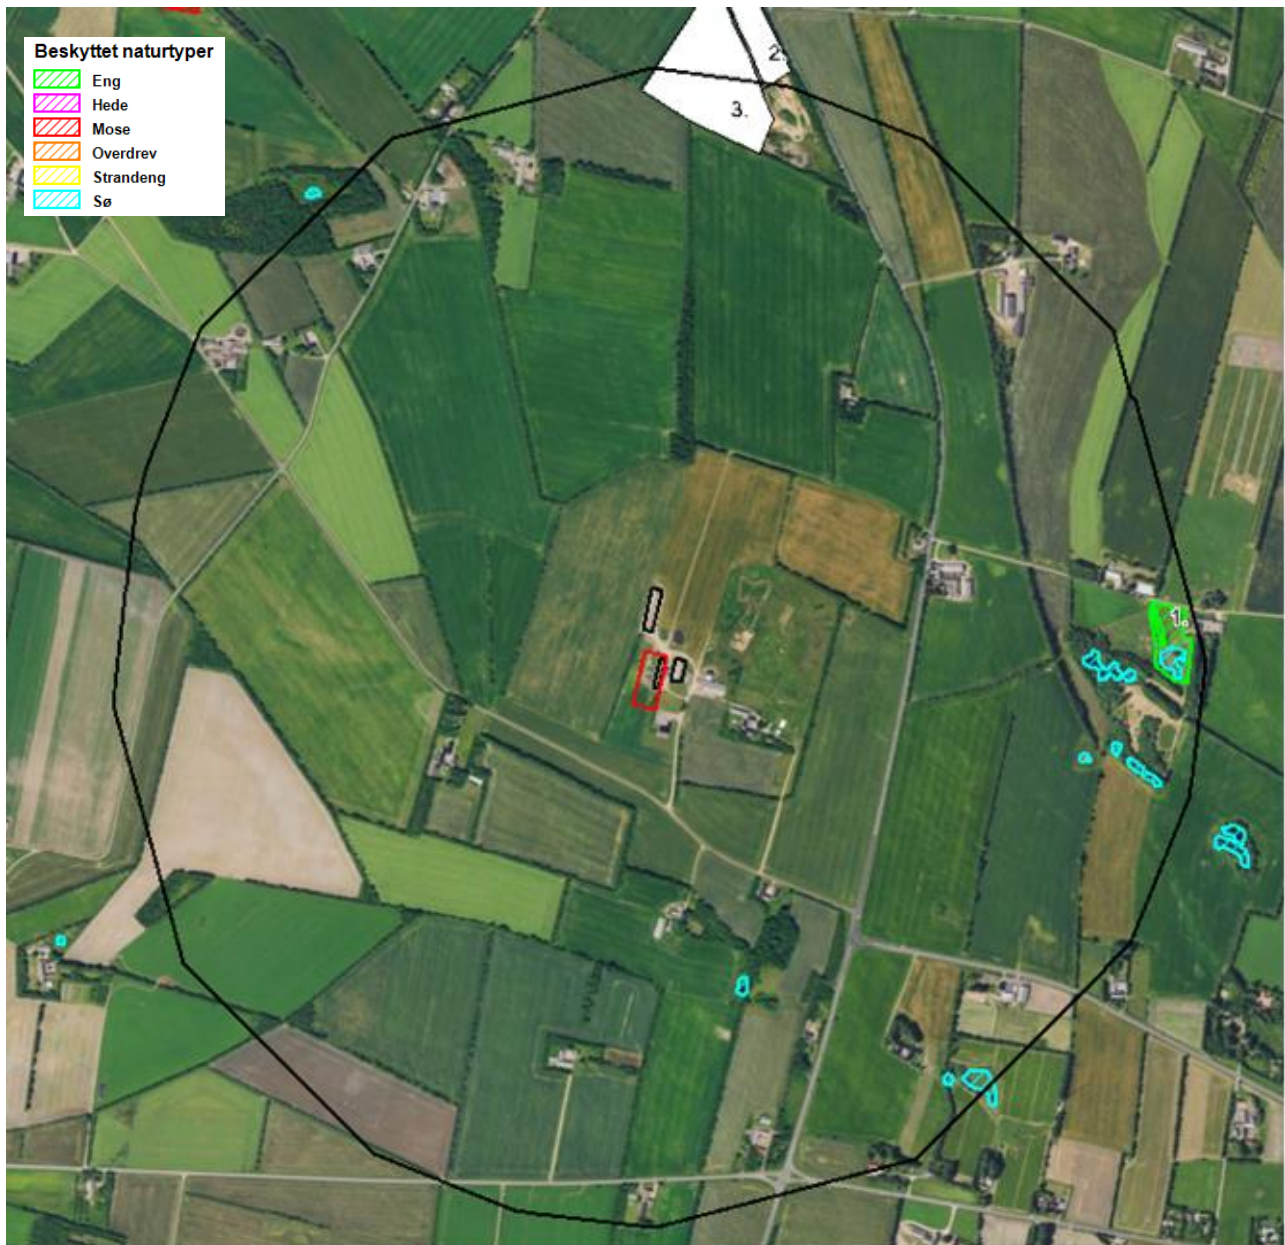 Beskyttet naturtyper
Eng
Hede
Mose
Overdrev
Strandeng
Sø
2.
3.
1.